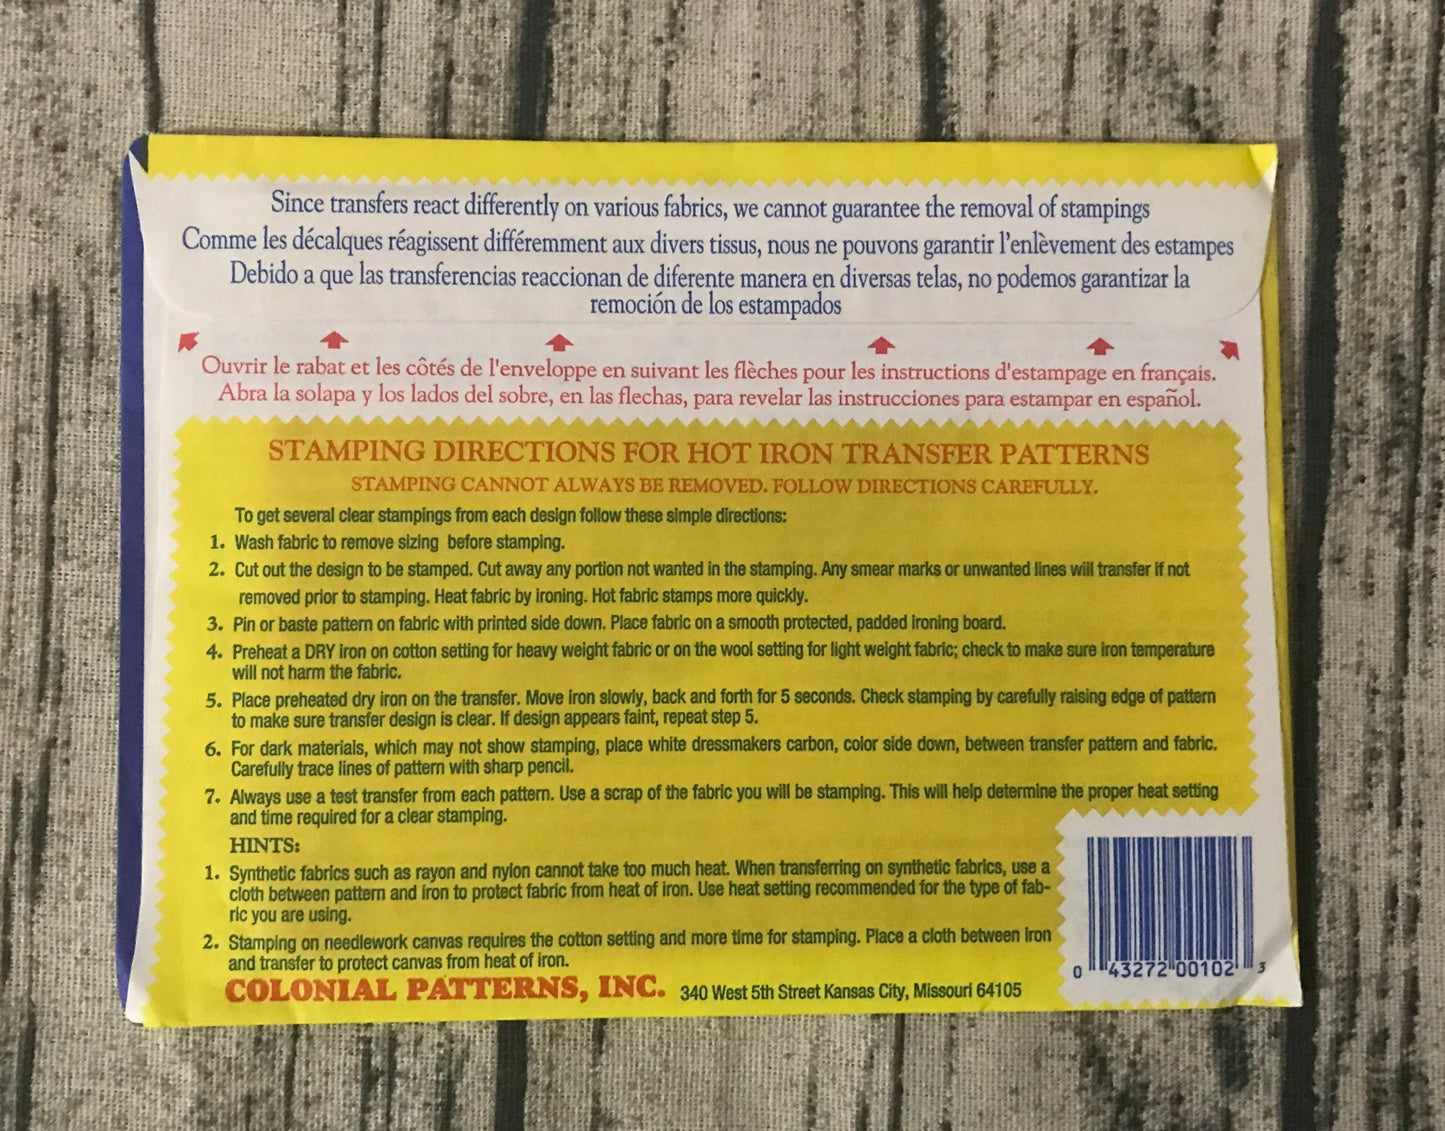 Since transfers react differently on various fabrics, we cannot guarantee the removal of stampings
Comme les décalques réagissent différemment aux divers tissus, nous ne pouvons garantir l'enlèvement des estampes
Debido a que las transferencias reaccionan de diferente manera en diversas telas, no podemos garantizar la
remoción de los estampados
Ouvrir le rabat et les côtés de l'enveloppe en suivant les flèches pour les instructions d'estampage en français.
Abra la solapa y los lados del sobre, en las flechas, para revelar las instrucciones para estampar en español.
STAMPING DIRECTIONS FOR HOT IRON TRANSFER PATTERNS
STAMPING CANNOT ALWAYS BE REMOVED. FOLLOW DIRECTIONS CAREFULLY.
To get several clear stampings from each design follow these simple directions:
1. Wash fabric to remove sizing before stamping.
2. Cut out the design to be stamped. Cut away any portion not wanted in the stamping. Any smear marks or unwanted lines will transfer if not
removed prior to stamping. Heat fabric by ironing. Hot fabric stamps more quickly.
3. Pin or baste pattern on fabric with printed side down. Place fabric on a smooth protected, padded ironing board.
4. Preheat a DRY iron on cotton setting for heavy weight fabric or on the wool setting for light weight fabric; check to make sure iron temperature
will not harm the fabric.
5. Place preheated dry iron on the transfer. Move iron slowly, back and forth for 5 seconds. Check stamping by carefully raising edge of pattern
to make sure transfer design is clear. If design appears faint, repeat step 5.
6. For dark materials, which may not show stamping, place white dressmakers carbon, color side down, between transfer pattern and fabric.
Carefully trace lines of pattern with sharp pencil.
7. Always use a test transfer from each pattern. Use a scrap of the fabric you will be stamping. This will help determine the proper heat setting
and time required for a clear stamping.
HINTS:
1. Synthetic fabrics such as rayon and nylon cannot take too much heat. When transferring on synthetic fabrics, use a
cloth between pattern and iron to protect fabric from heat of iron. Use heat setting recommended for the type of fab-
ric you are using.
2. Stamping on needlework canvas requires the cotton setting and more time for stamping. Place a cloth between iron
and transfer to protect canvas from heat of iron.
COLONIAL PATTERNS, INC. 340 West 5th Street Kansas City, Missouri 64105
0 43272 00102 3